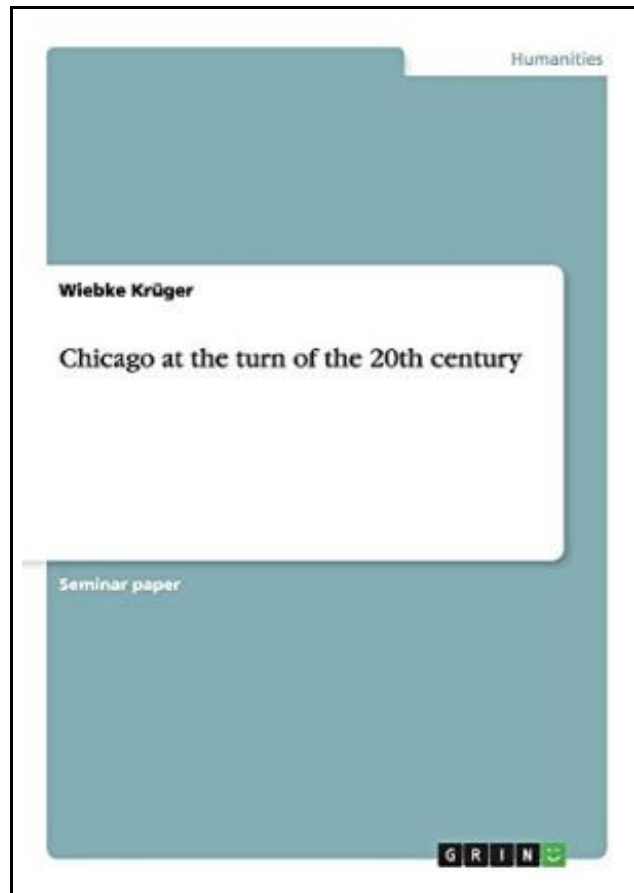 Humanities
Wiebke Krüger
Chicago at the turn of the 20th century
Seminar paper
GRIN